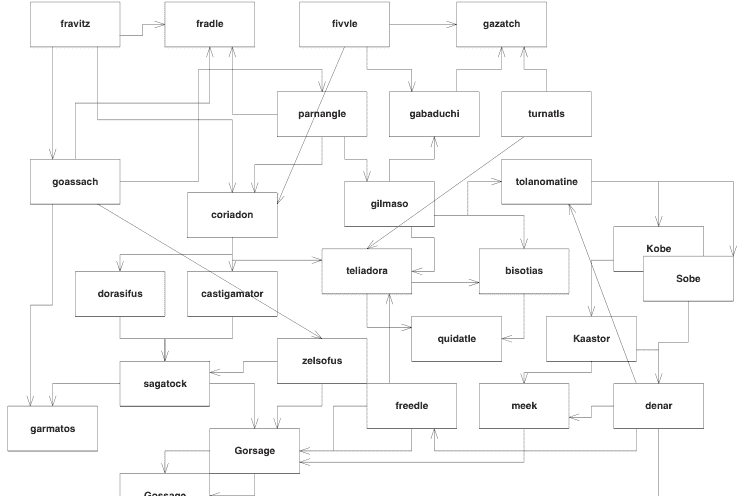 fravitz
fradle
fivvle
gazatch
parnangle
gabaduchi
turnatls
goassach
coriadon
gilmaso
tolanomatine
Kobe
Sobe
teliadora
bisotias
dorasifus
castigamator
quidatle
Kaastor
zelsofus
sagatock
freedle
meek
denar
garmatos
Gorsage
Gossage